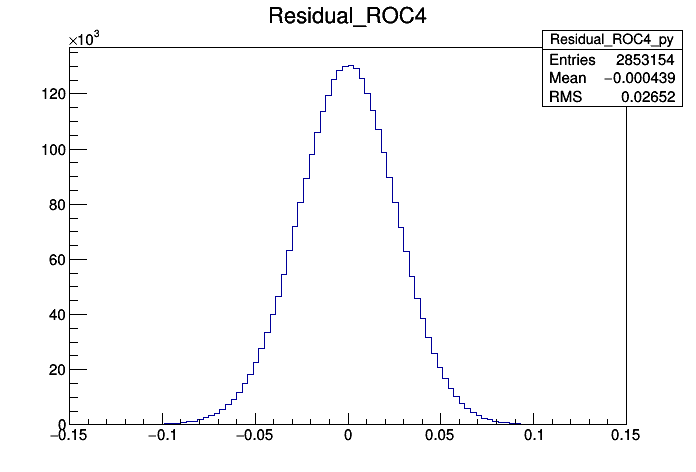 Residual_ROC4
×10³
Residual_ROC4_py
Entries 2853154
Mean −0.000439
RMS 0.02652
120
100
80
60
40
20
0
−0.15 −0.1 −0.05 0 0.05 0.1 0.15